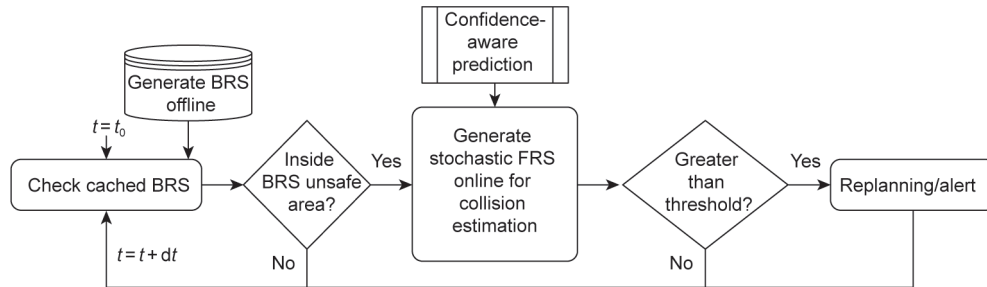 Confidence-
aware
prediction
Generate BRS
offline
t = t₀
Check cached BRS
Inside
BRS unsafe
area?
Yes
Generate
stochastic FRS
online for
collision
estimation
Greater
than
threshold?
Yes
Replanning/alert
t = t + dt
No
No